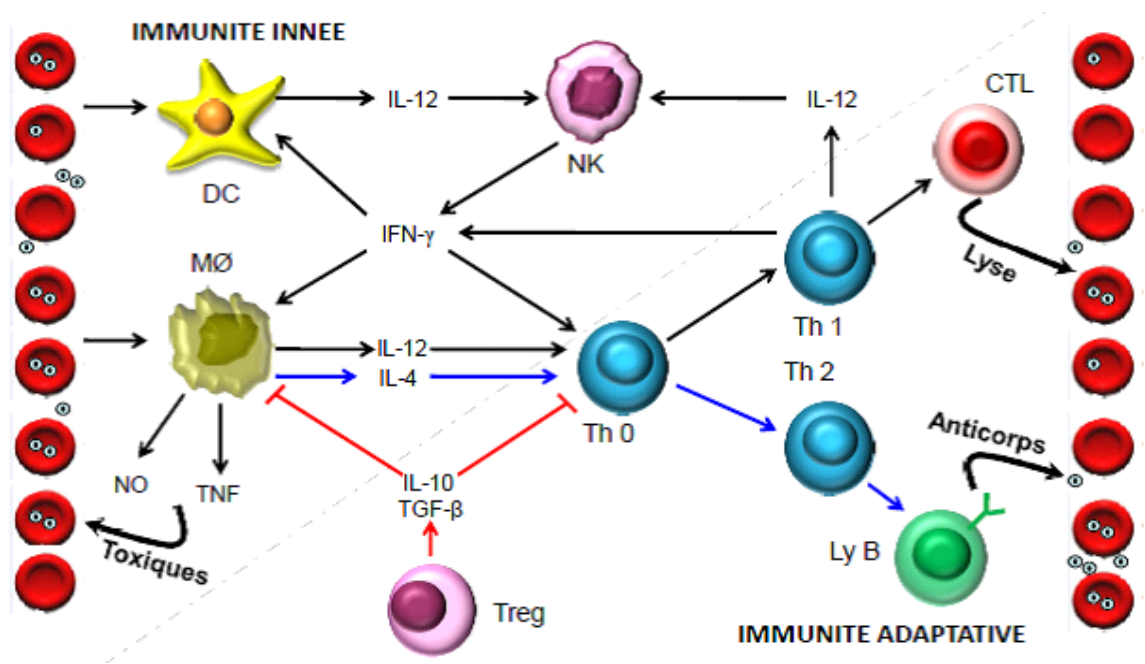 IMMUNITE INNEE
CTL
IL-12
IL-12
NK
DC
IFN-γ
MØ
Lyse
Th 1
IL-12
IL-4
Th 2
Th 0
Anticorps
NO
TNF
IL-10
TGF-β
Toxiques
Ly B
Treg
IMMUNITE ADAPTATIVE